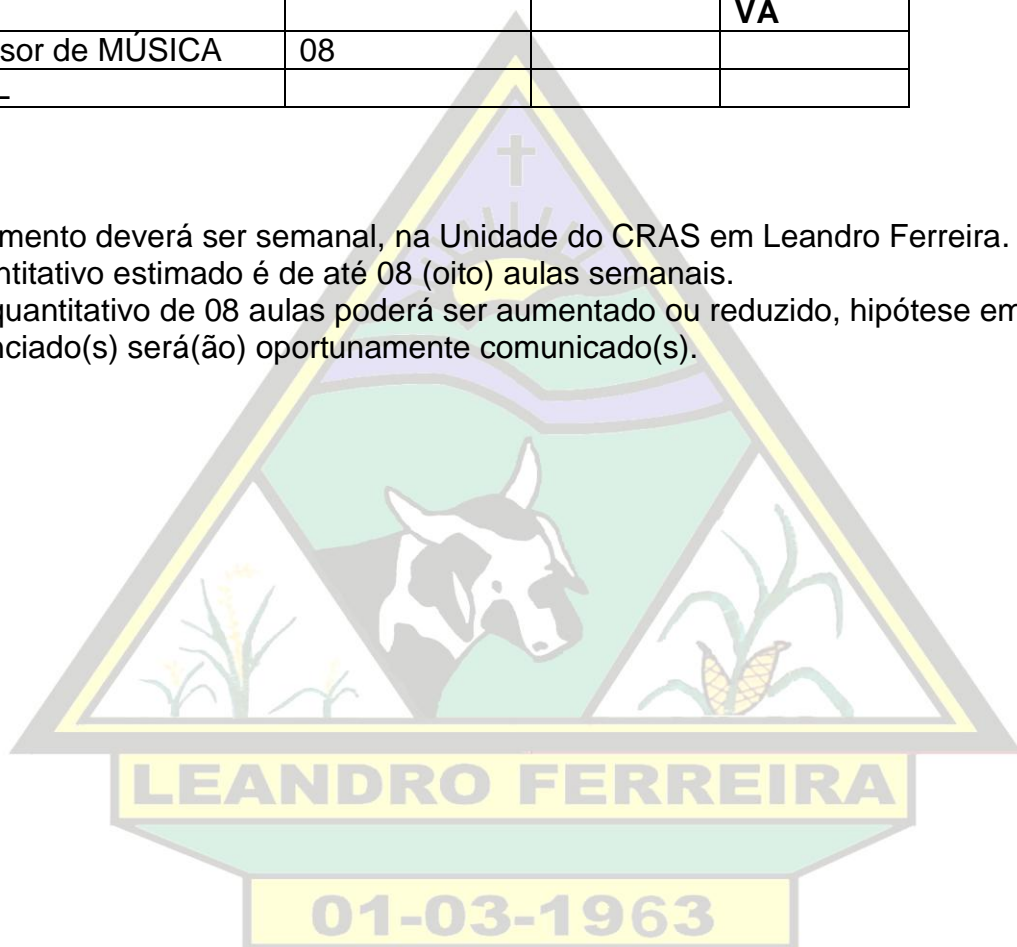 VA
sor de MÚSICA 08
L
mento deverá ser semanal, na Unidade do CRAS em Leandro Ferreira.
ntitativo estimado é de até 08 (oito) aulas semanais.
quantitativo de 08 aulas poderá ser aumentado ou reduzido, hipótese em
nciado(s) será(ão) oportunamente comunicado(s).
LEANDRO FERREIRA
01-03-1963